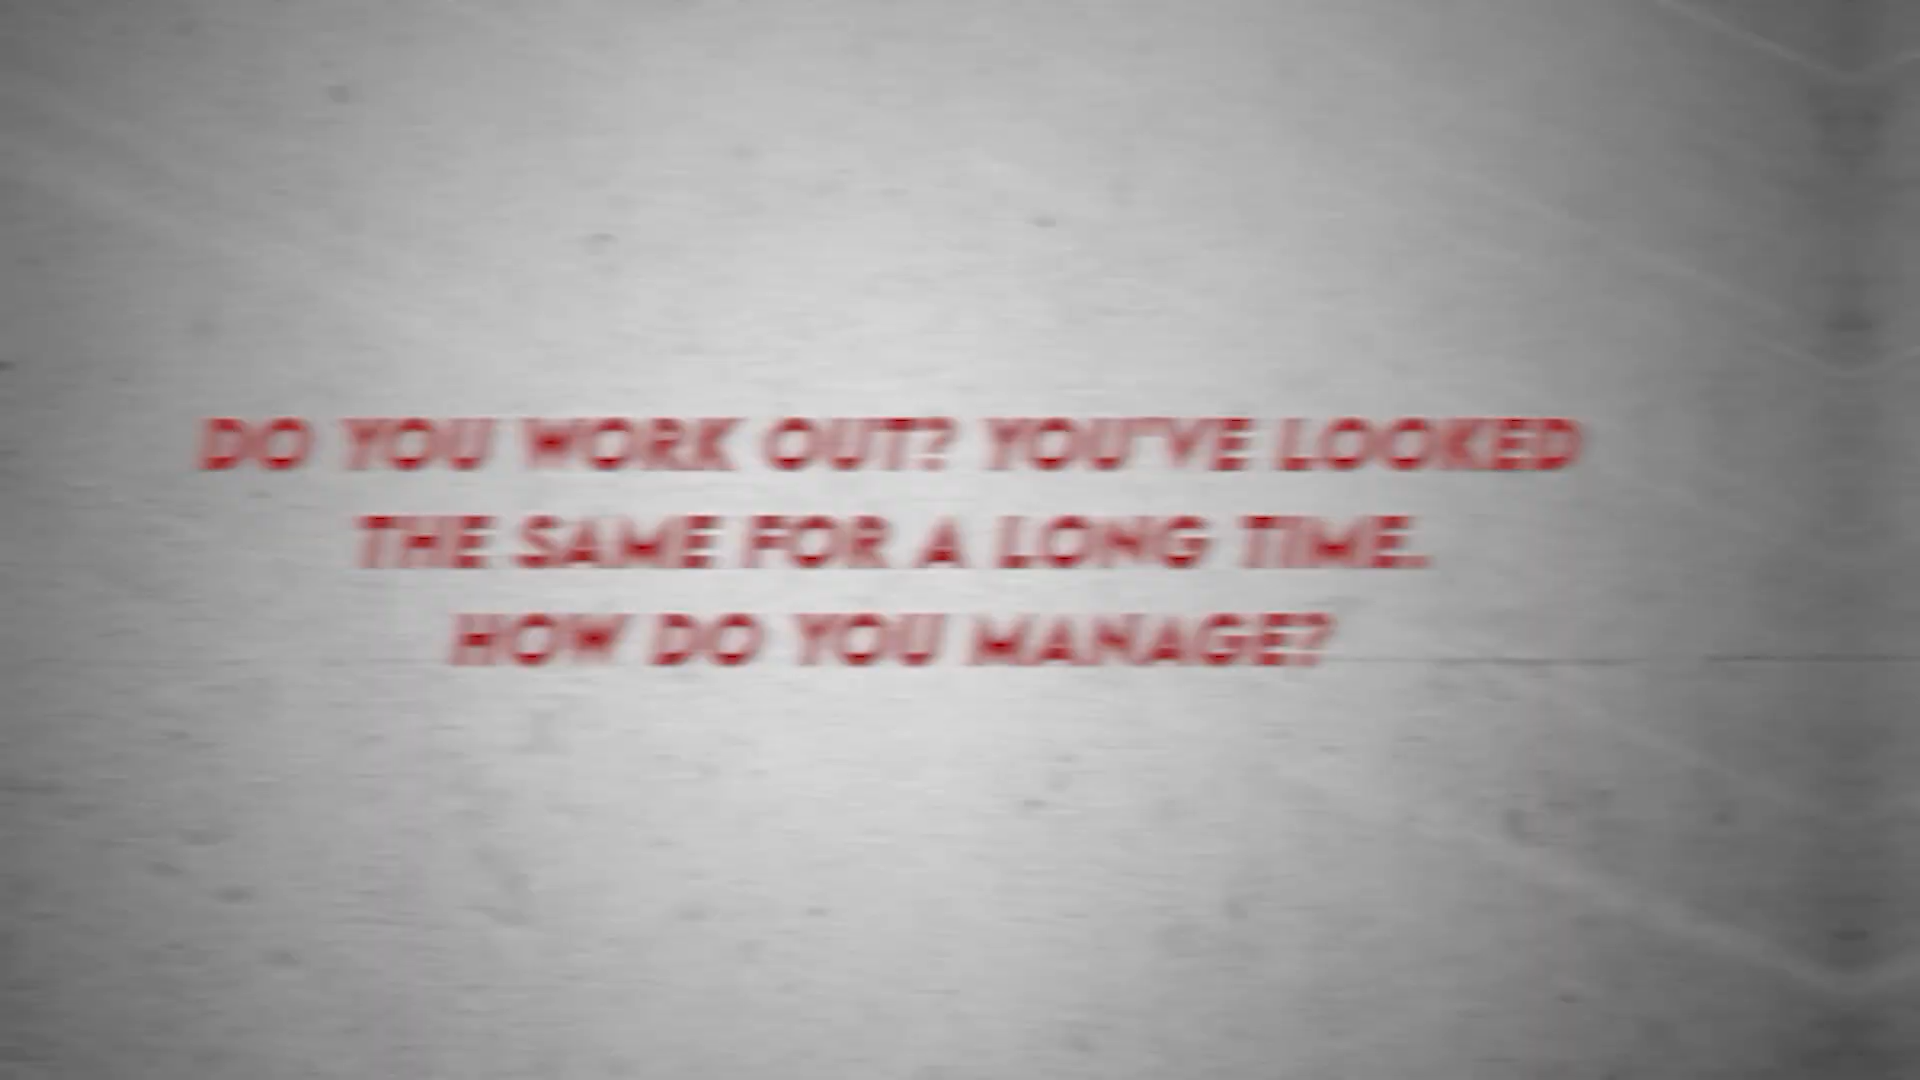 DO YOU WORK OUT? YOU'VE LOOKED
THE SAME FOR A LONG TIME.
HOW DO YOU MANAGE?